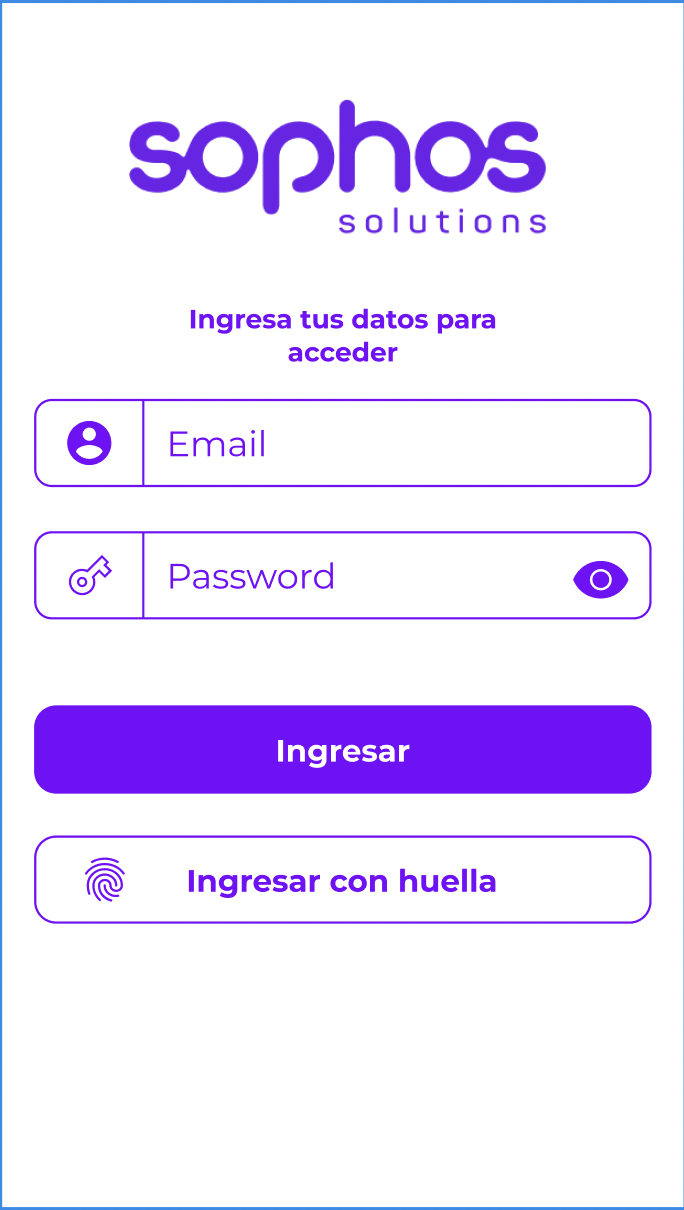 sophos
solutions
Ingresa tus datos para
acceder
Email
Password
Ingresar
Ingresar con huella